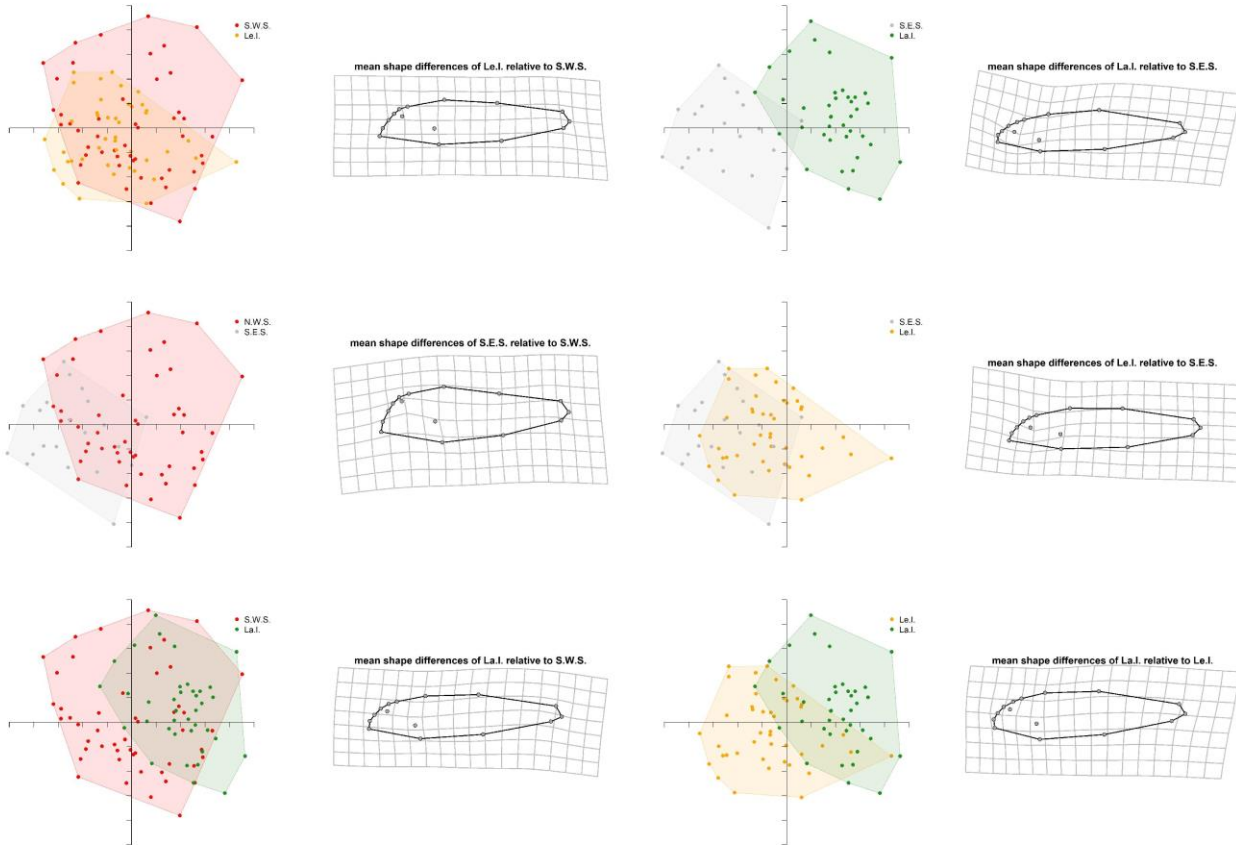 S.W.S.
Le.I.
mean shape differences of Le.I. relative to S.W.S.
S.E.S.
La.I.
mean shape differences of La.I. relative to S.E.S.
N.W.S.
S.E.S.
mean shape differences of S.E.S. relative to S.W.S.
S.E.S.
Le.I.
mean shape differences of Le.I. relative to S.E.S.
S.W.S.
La.I.
mean shape differences of La.I. relative to S.W.S.
Le.I.
La.I.
mean shape differences of La.I. relative to Le.I.